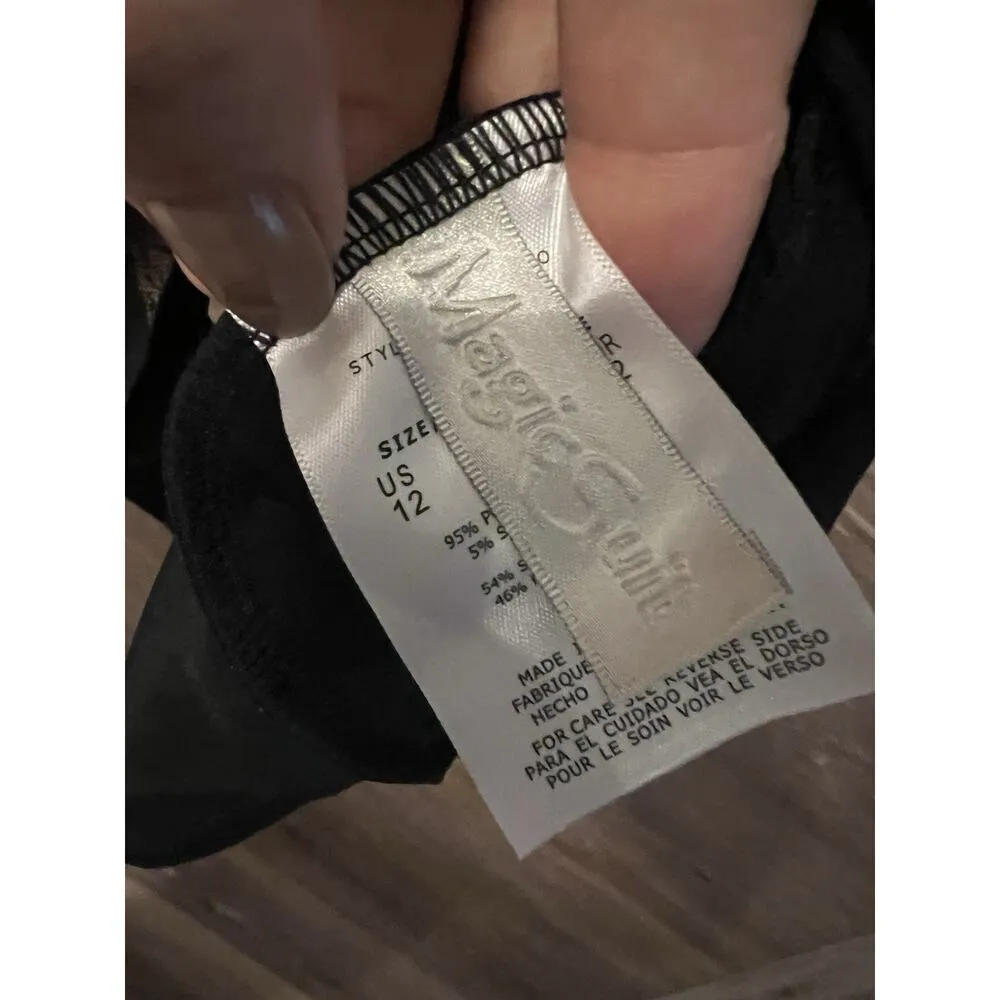 MagicSuit
STYL
SIZE
US
12
95% P
5% S
54% S
46%
MADE
FABRIQUE
HECHO
FOR CARE SEE REVERSE SIDE
PARA EL CUIDADO VEA EL DORSO
POUR LE SOIN VOIR LE VERSO